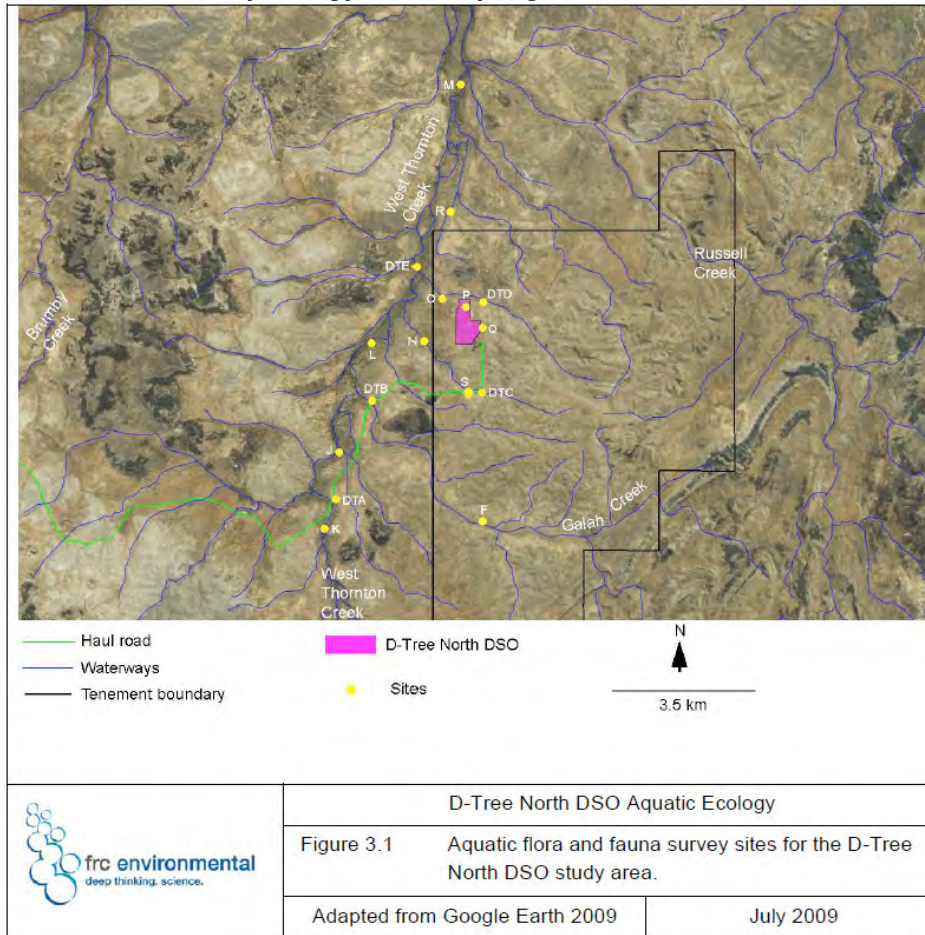 M
West Thornton
Creek
R
Russell
Creek
DTE
O
P
DTD
Brumby
Creek
Q
N
L
DTB
S
DTC
J
DTA
F
Galah Creek
K
West
Thornton
Creek
Haul road
D-Tree North DSO
N
Waterways
Sites
Tenement boundary
3.5 km
D-Tree North DSO Aquatic Ecology
Figure 3.1 Aquatic flora and fauna survey sites for the D-Tree
North DSO study area.
frc environmental
deep thinking. science.
Adapted from Google Earth 2009
July 2009